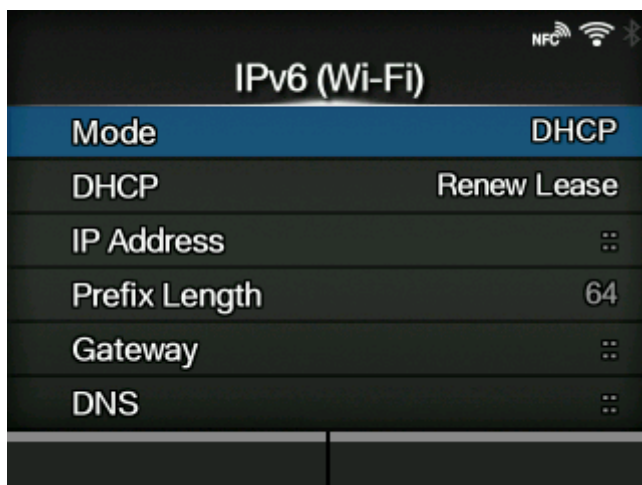 NFC
IPv6 (Wi-Fi)
Mode DHCP
DHCP Renew Lease
IP Address ::
Prefix Length 64
Gateway ::
DNS ::